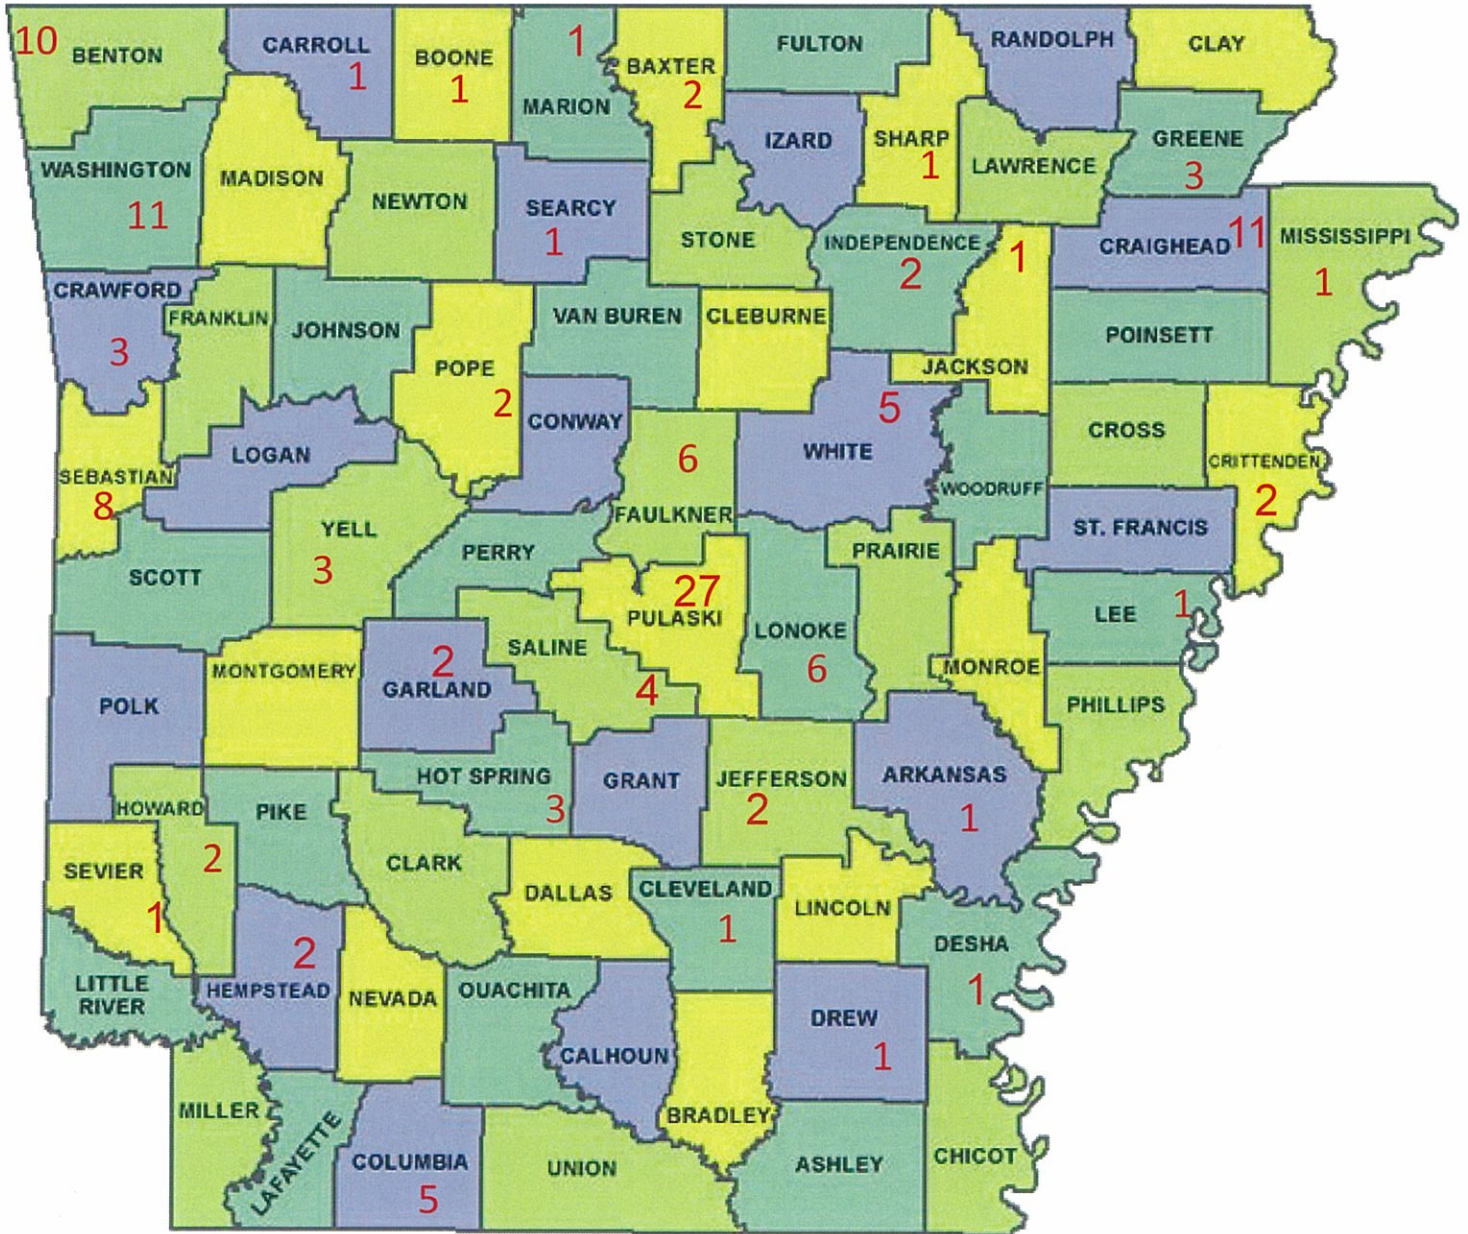 10 BENTON
CARROLL
1
BOONE
1
1
MARION
BAXTER
2
FULTON
RANDOLPH
CLAY
WASHINGTON
11
MADISON
NEWTON
SEARCY
1
STONE
IZARD
SHARP
1
LAWRENCE
GREENE
3
CRAWFORD
3
FRANKLIN
JOHNSON
POPE
2
VAN BUREN
CLEBURNE
INDEPENDENCE
2
1
JACKSON
CRAIGHEAD 11
MISSISSIPPI
1
POINSETT
SEBASTIAN
8
LOGAN
CONWAY
6
FAULKNER
5
WHITE
WOODRUFF
CROSS
CRITTENDEN
2
SCOTT
YELL
3
PERRY
27
PULASKI
LONOKE
6
PRAIRIE
ST. FRANCIS
LEE 1
MONROE
PHILLIPS
POLK
MONTGOMERY
2
GARLAND
SALINE
4
HOT SPRING
3
GRANT
JEFFERSON
2
ARKANSAS
1
HOWARD
2
PIKE
CLARK
DALLAS
CLEVELAND
1
LINCOLN
DESHA
1
SEVIER
1
LITTLE
RIVER
2
HEMPSTEAD
NEVADA
OUACHITA
CALHOUN
BRADLEY
DREW
1
MILLER
LAFAYETTE
COLUMBIA
5
UNION
ASHLEY
CHICOT